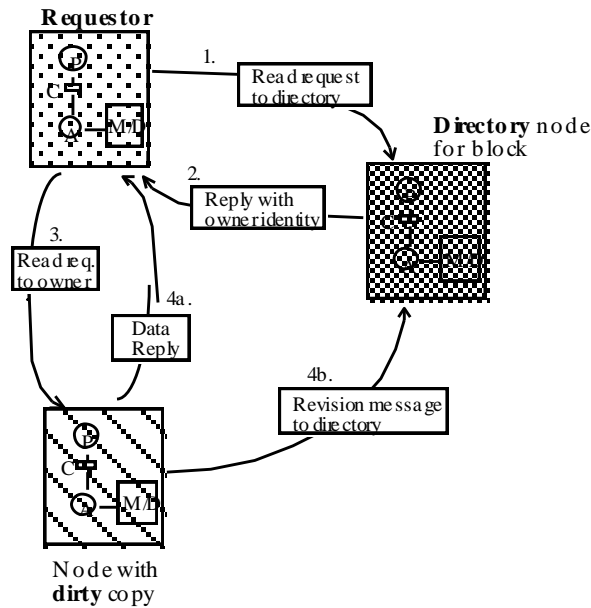 Requestor
P
C
A
M/D
1.
Read request
to directory
Directory node
for block
2.
Reply with
owner identity
3.
Read req.
to owner
4a.
Data
Reply
4b.
Revision message
to directory
P
C
A
M/D
Node with
dirty copy